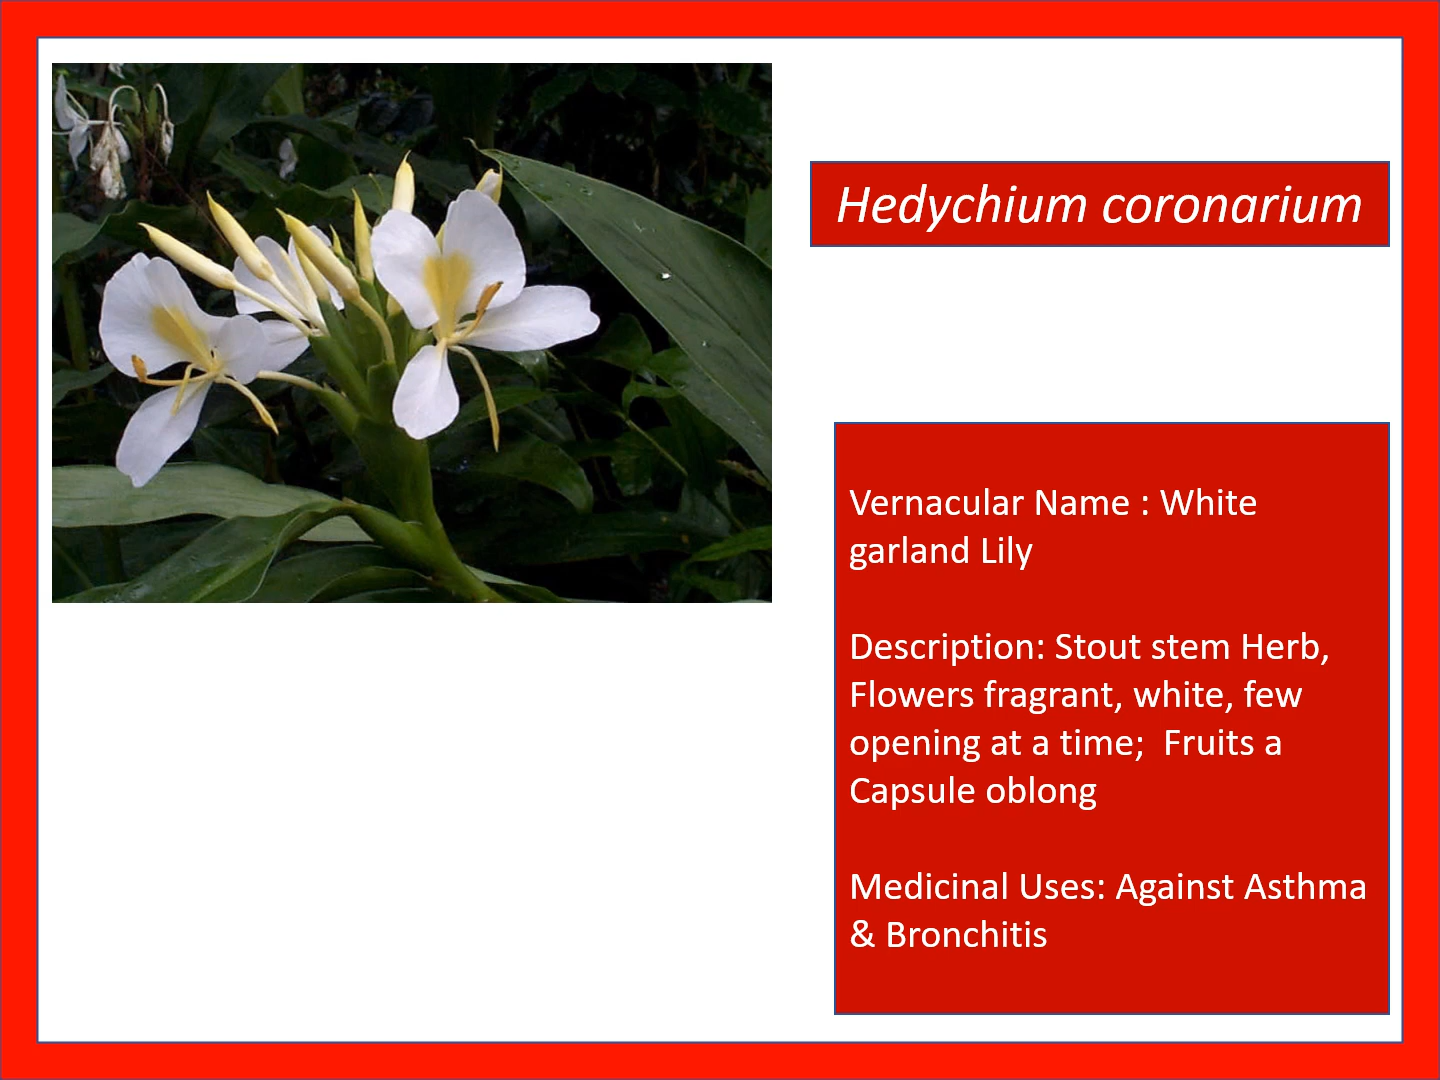 Hedychium coronarium
Vernacular Name : White
garland Lily
Description: Stout stem Herb,
Flowers fragrant, white, few
opening at a time;  Fruits a
Capsule oblong
Medicinal Uses: Against Asthma
& Bronchitis